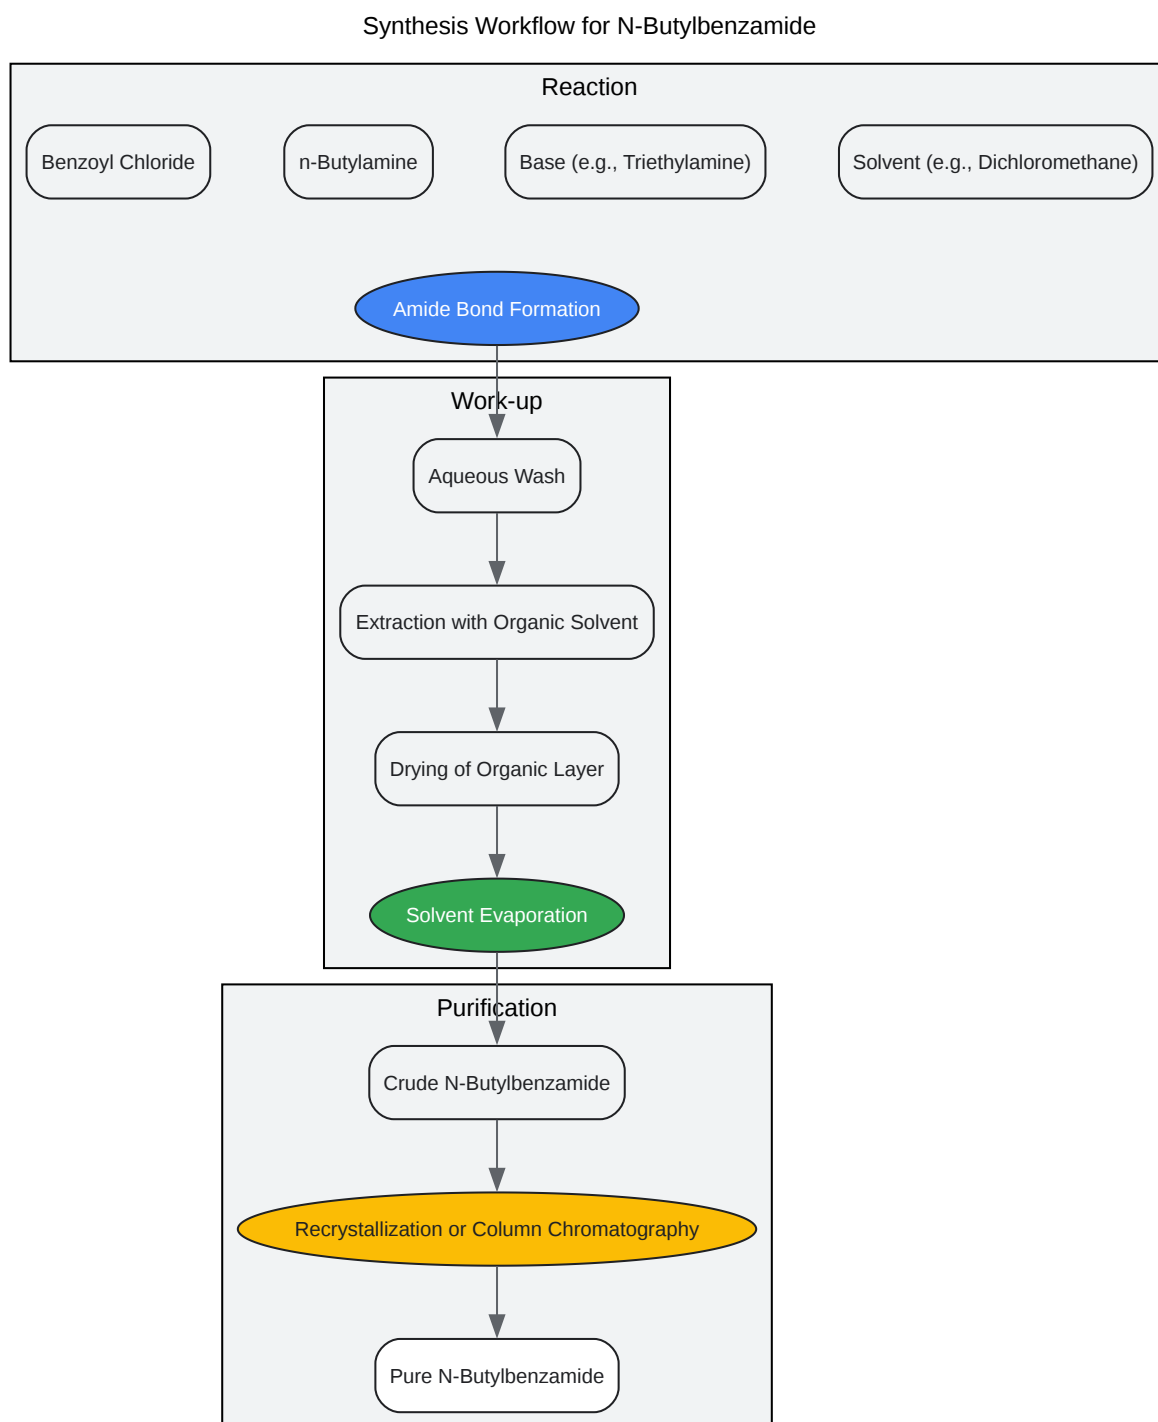 Synthesis Workflow for N-Butylbenzamide
Reaction
Benzoyl Chloride
n-Butylamine
Base (e.g., Triethylamine)
Solvent (e.g., Dichloromethane)
Amide Bond Formation
Work-up
Aqueous Wash
Extraction with Organic Solvent
Drying of Organic Layer
Solvent Evaporation
Purification
Crude N-Butylbenzamide
Recrystallization or Column Chromatography
Pure N-Butylbenzamide